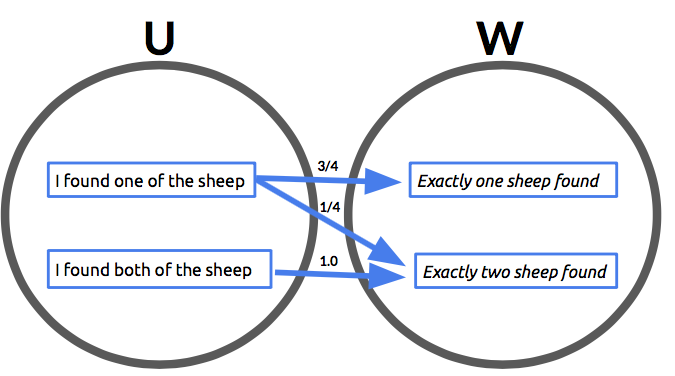 U
W
I found one of the sheep
3/4
Exactly one sheep found
1/4
I found both of the sheep
1.0
Exactly two sheep found